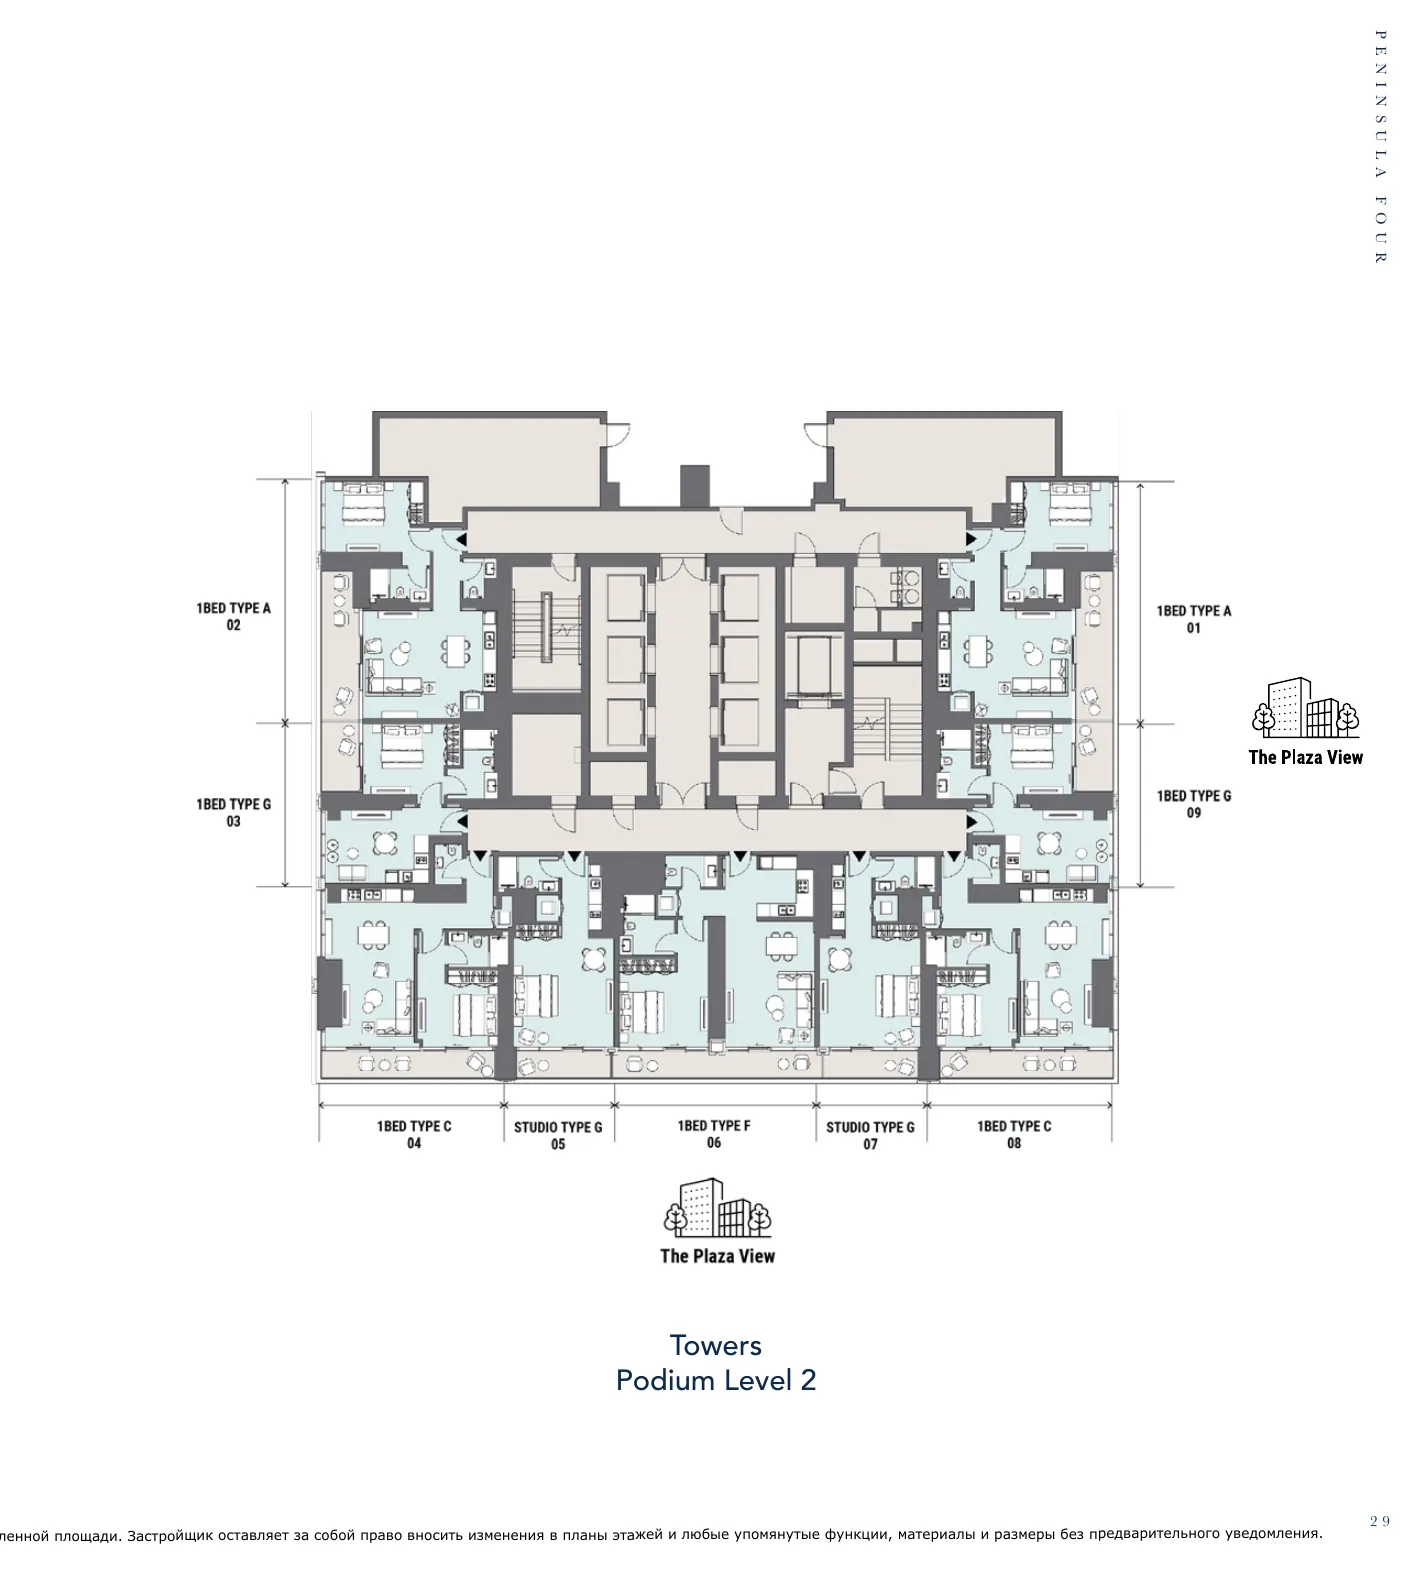 PENINSULA FOUR
1BED TYPE A
02
1BED TYPE A
01
The Plaza View
1BED TYPE G
03
1BED TYPE G
09
1BED TYPE C
04
STUDIO TYPE G
05
1BED TYPE F
06
STUDIO TYPE G
07
1BED TYPE C
08
The Plaza View
Towers
Podium Level 2
29
ленной площади. Застройщик оставляет за собой право вносить изменения в планы этажей и любые упомянутые функции, материалы и размеры без предварительного уведомления.